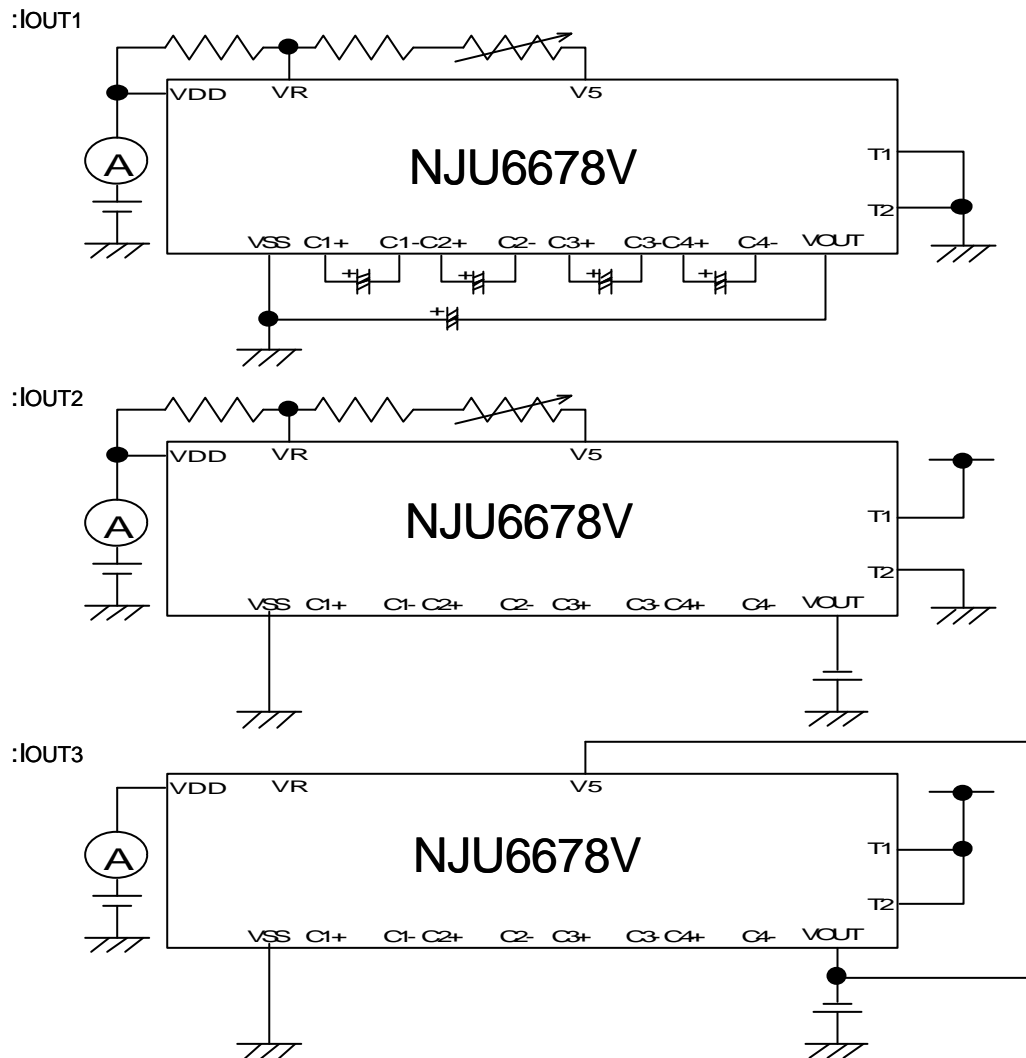 :IOUT1
VDD VR V5
A NJU6678V T1
T2
VSS C1+ C1- C2+ C2- C3+ C3- C4+ C4- VOUT
+ + + +
+
:IOUT2
VDD VR V5
A NJU6678V T1
T2
VSS C1+ C1- C2+ C2- C3+ C3- C4+ C4- VOUT
:IOUT3
VDD VR V5
A NJU6678V T1
T2
VSS C1+ C1- C2+ C2- C3+ C3- C4+ C4- VOUT